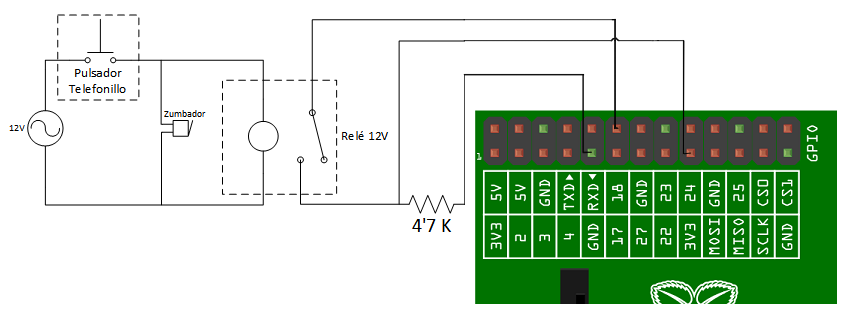 Pulsador
Telefonillo
12V
Zumbador
Relé 12V
4'7 K
1
GPIO
5V 5V GND TXD RXD 18 GND 23 24 GND 25 CS0 CS1
3V3 2 3 4 GND 17 27 22 3V3 MOSI MISO SCLK GND